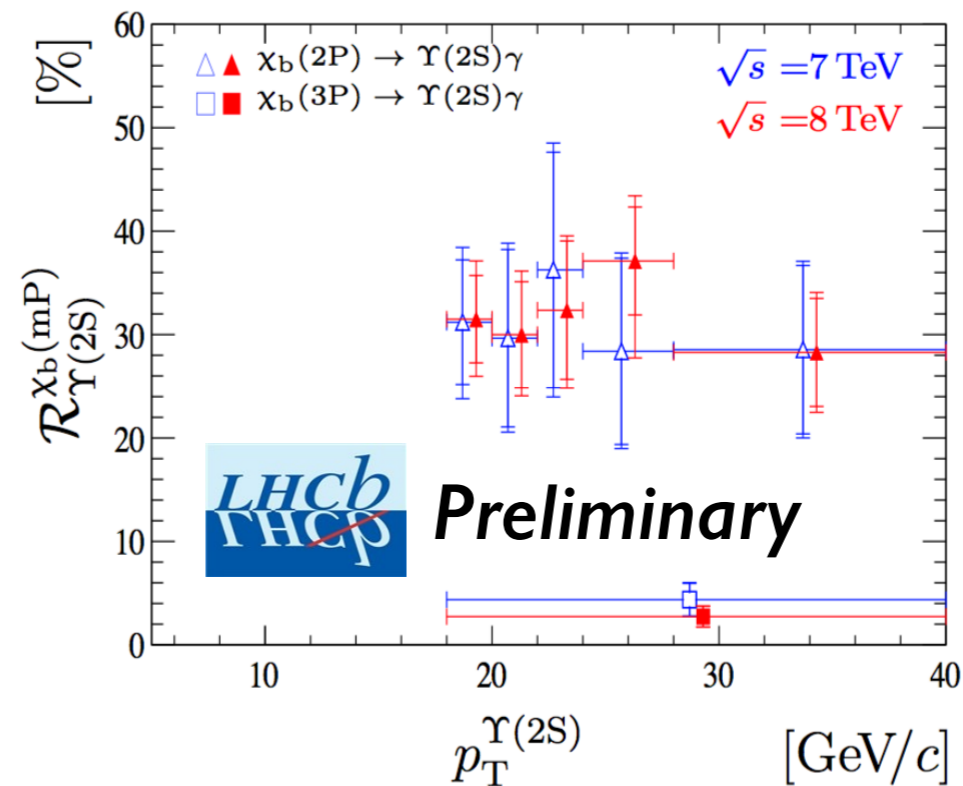 [%]
60
50
40
30
20
10
0
△ ▲ χb(2P) → Υ(2S)γ
□ ■ χb(3P) → Υ(2S)γ
√s =7 TeV
√s =8 TeV
R^χb(mP)_Υ(2S)
LHCb
LHCb
Preliminary
10 20 30 40
p_T^Υ(2S) [GeV/c]